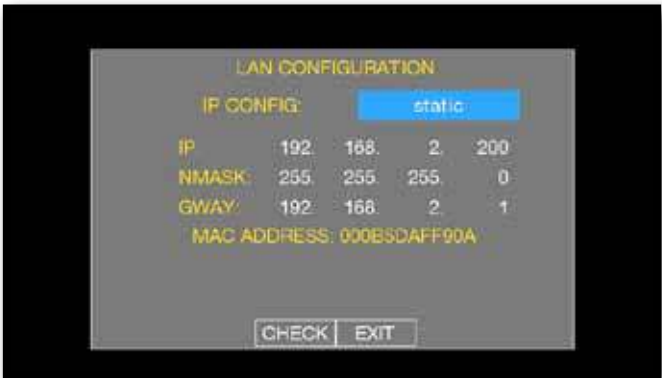 LAN CONFIGURATION
IP CONFIG: static
IP 192. 168. 2. 200
NMASK: 255. 255. 255. 0
GWAY: 192. 168. 2. 1
MAC ADDRESS: 000B5DAFF90A
CHECK EXIT